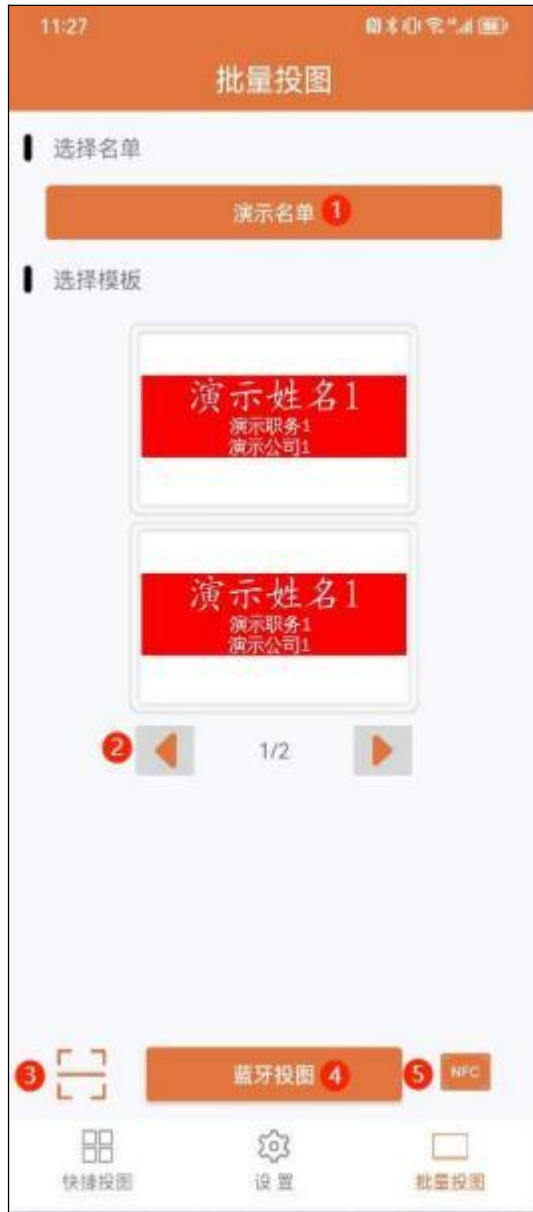 11:27
批量投图
选择名单
演示名单 1
选择模板
演示姓名1
演示职务1
演示公司1
演示姓名1
演示职务1
演示公司1
2 1/2
3 蓝牙投图 4 5 NFC
快捷投图 设置 批量投图